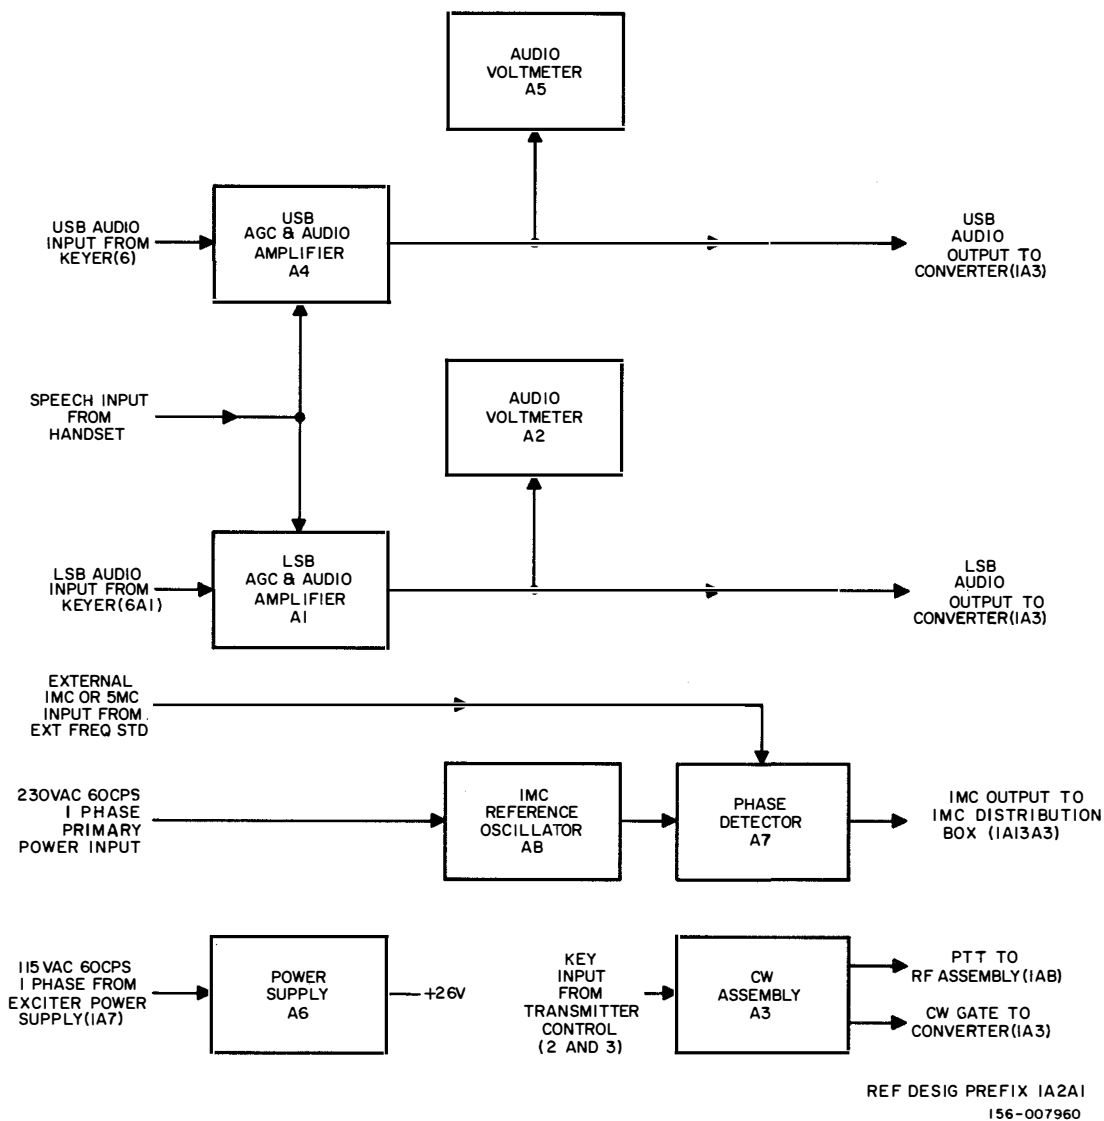 AUDIO
VOLTMETER
A5
USB AUDIO
INPUT FROM
KEYER(6)
USB
AGC & AUDIO
AMPLIFIER
A4
USB
AUDIO
OUTPUT TO
CONVERTER(1A3)
SPEECH INPUT
FROM
HANDSET
AUDIO
VOLTMETER
A2
LSB AUDIO
INPUT FROM
KEYER(6A1)
LSB
AGC & AUDIO
AMPLIFIER
A1
LSB
AUDIO
OUTPUT TO
CONVERTER(1A3)
EXTERNAL
1MC OR 5MC
INPUT FROM
EXT FREQ STD
230VAC 60CPS
1 PHASE
PRIMARY
POWER INPUT
1MC
REFERENCE
OSCILLATOR
A8
PHASE
DETECTOR
A7
1MC OUTPUT TO
1MC DISTRIBUTION
BOX (1A13A3)
115VAC 60CPS
1 PHASE FROM
EXCITER POWER
SUPPLY(1A7)
POWER
SUPPLY
A6
+26V
KEY
INPUT
FROM
TRANSMITTER
CONTROL
(2 AND 3)
CW
ASSEMBLY
A3
PTT TO
RF ASSEMBLY(1A8)
CW GATE TO
CONVERTER(1A3)
REF DESIG PREFIX 1A2A1
156-007960